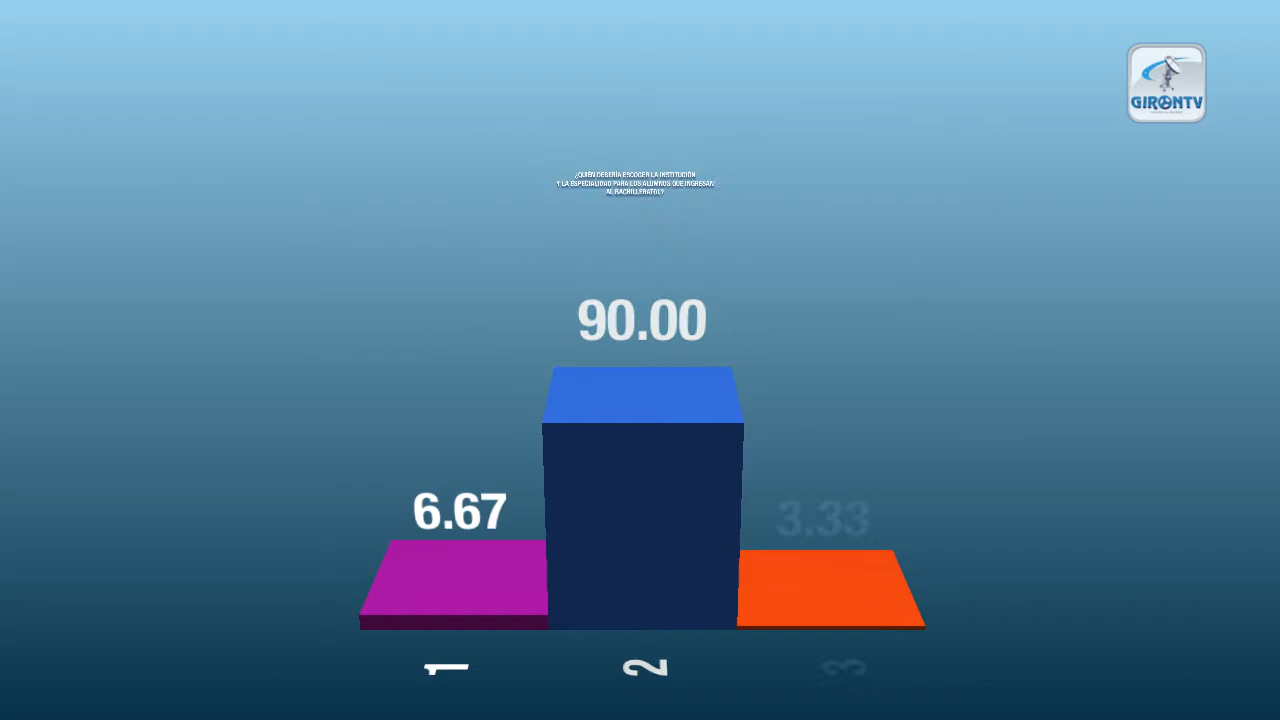 GIRONTV
¿QUIÉN DEBERÍA ESCOGER LA INSTITUCIÓN
Y LA ESPECIALIDAD PARA LOS ALUMNOS QUE INGRESAN
AL BACHILLERATO?
90.00
6.67
3.33
1
2
3